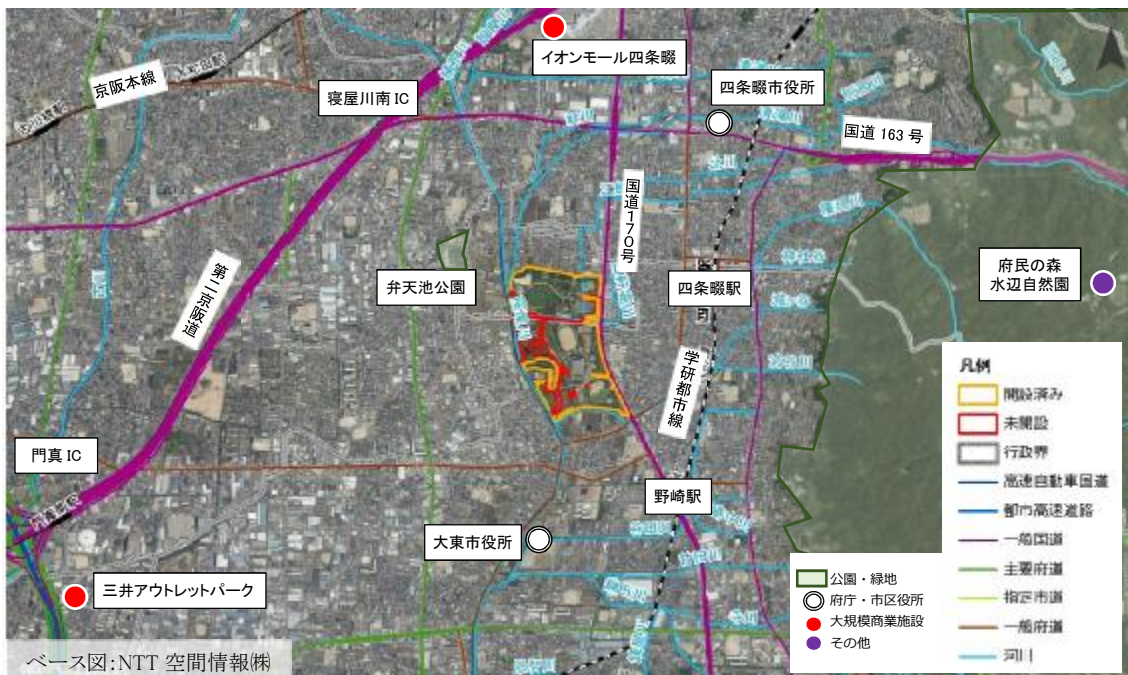 イオンモール四条畷
京阪本線
寝屋川南 IC
四条畷市役所
国道 163 号
国道170号
弁天池公園
四条畷駅
府民の森
水辺自然園
第二京阪道
学研都市線
門真 IC
野崎駅
大東市役所
三井アウトレットパーク
凡例
開設済み
未開設
行政界
高速自動車国道
都市高速道路
一般国道
主要府道
指定市道
一般府道
河川
公園・緑地
府庁・市区役所
大規模商業施設
その他
ベース図:NTT 空間情報㈱